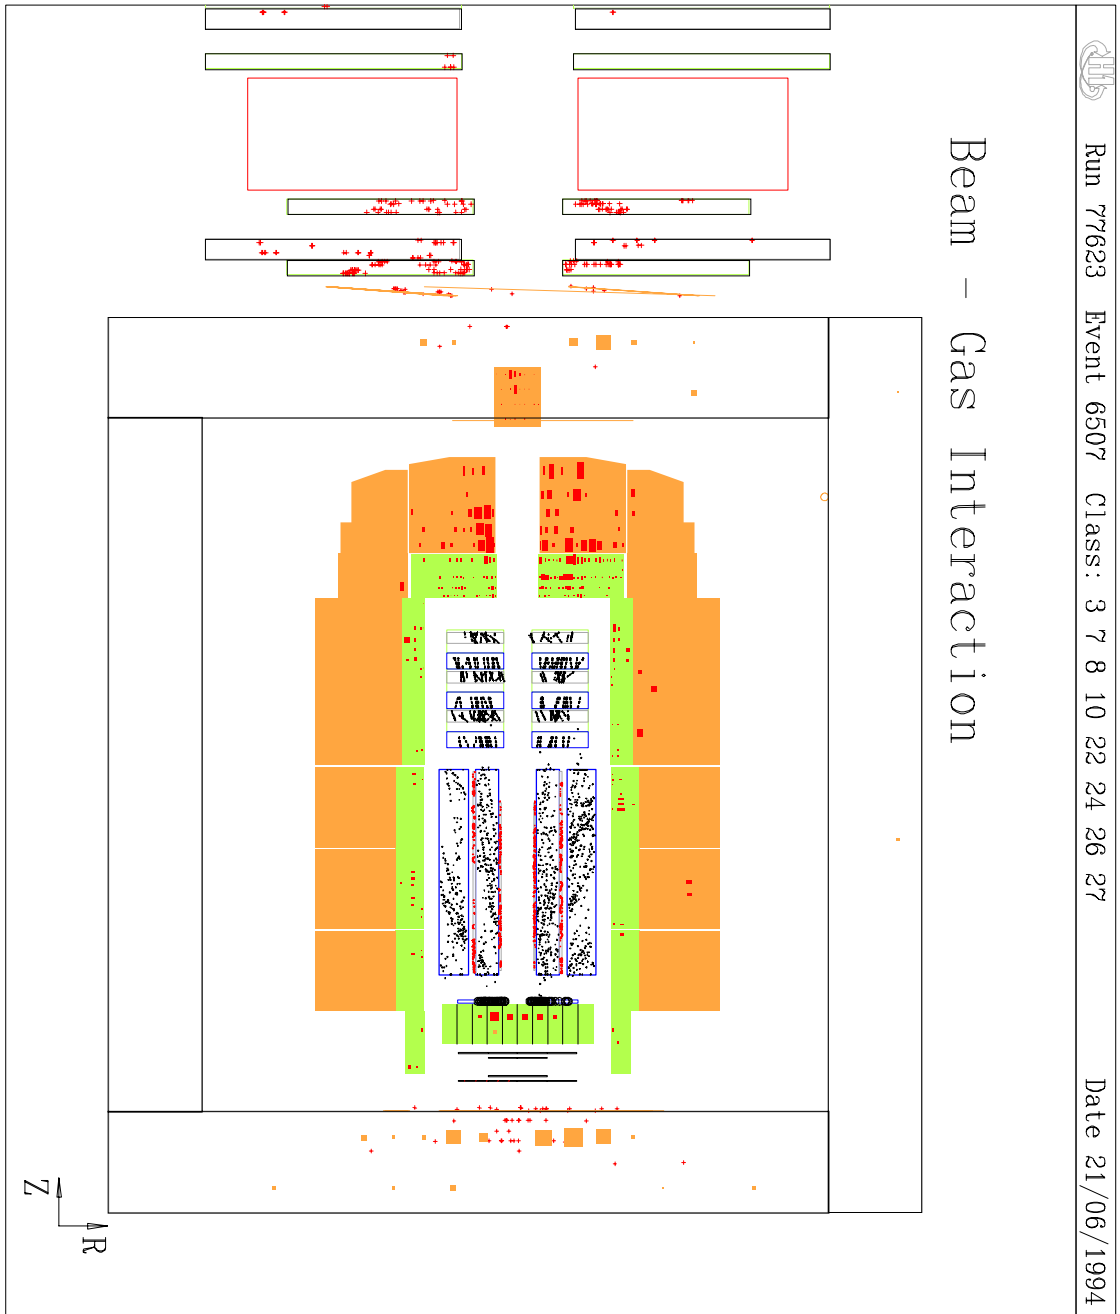 H1 Run 77623 Event 6507 Class: 3 7 8 10 22 24 26 27 Date 21/06/1994
Beam - Gas Interaction
Z
R